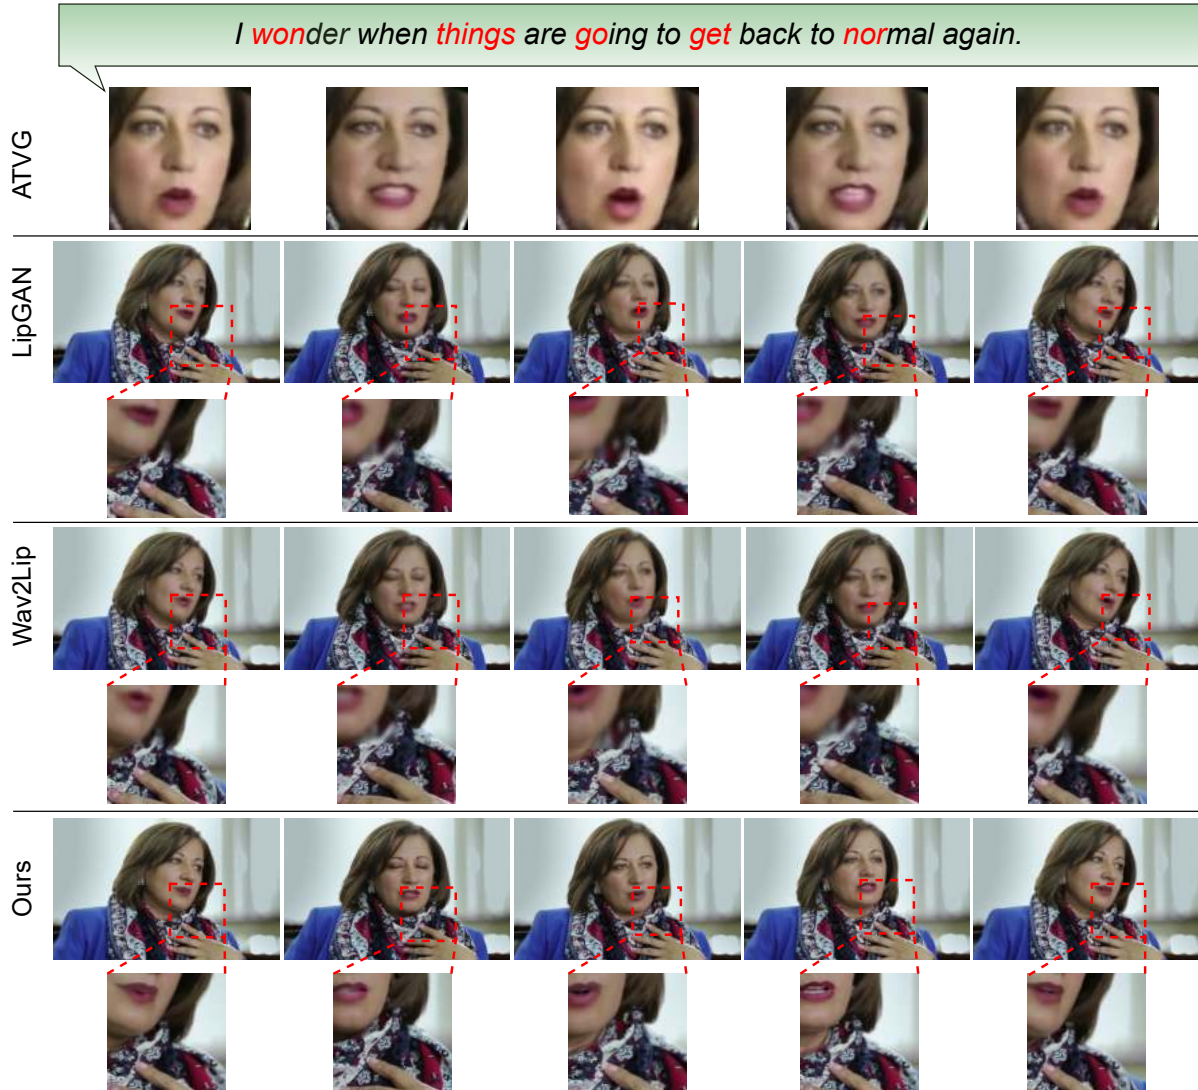 I wonder when things are going to get back to normal again.
ATVG
LipGAN
Wav2Lip
Ours